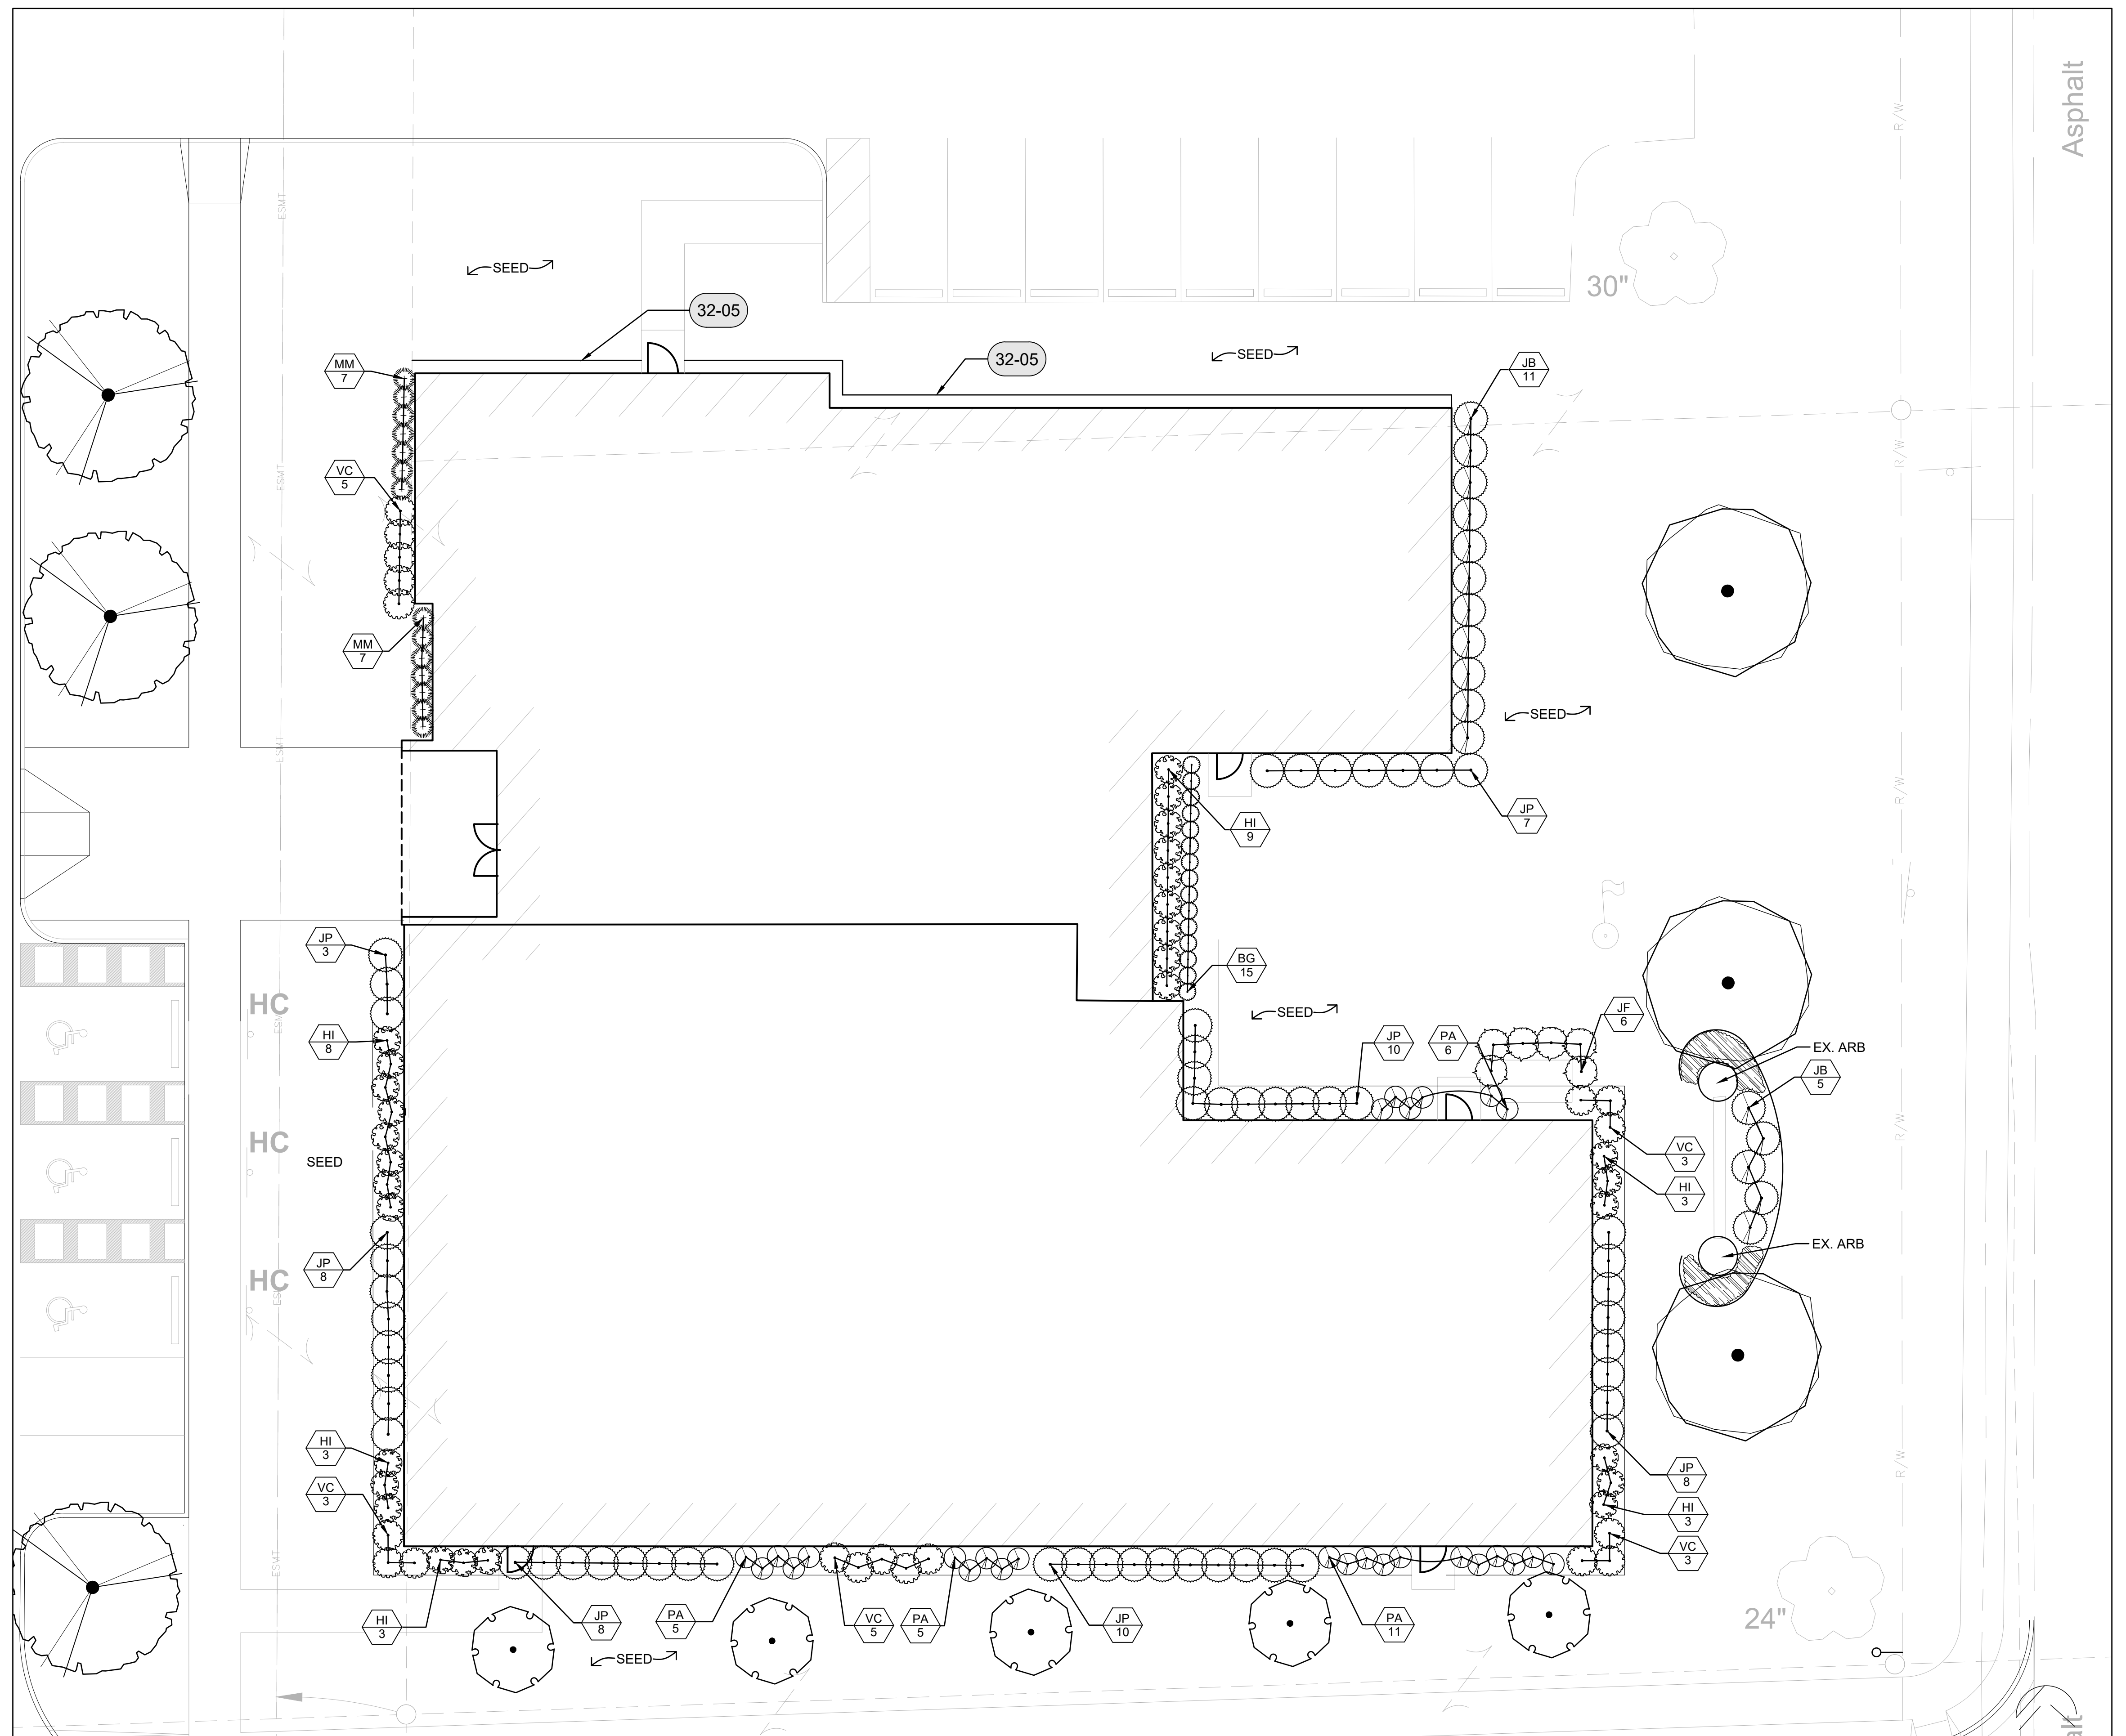 Asphalt
R/W
ESMT
SEED
30"
32-05
32-05
SEED
MM
7
JB
11
R/W
VC
5
ESMT
MM
7
SEED
ESMT
R/W
JP
7
HI
9
JP
3
BG
15
HC
ESMT
SEED
JF
6
HI
8
JP
10
PA
6
EX. ARB
JB
5
HC
SEED
R/W
VC
3
HI
3
EX. ARB
JP
8
HC
ESMT
HI
3
JP
8
R/W
VC
3
HI
3
VC
3
ESMT
HI
3
JP
8
PA
5
VC
5
PA
5
JP
10
PA
11
24"
SEED
alt